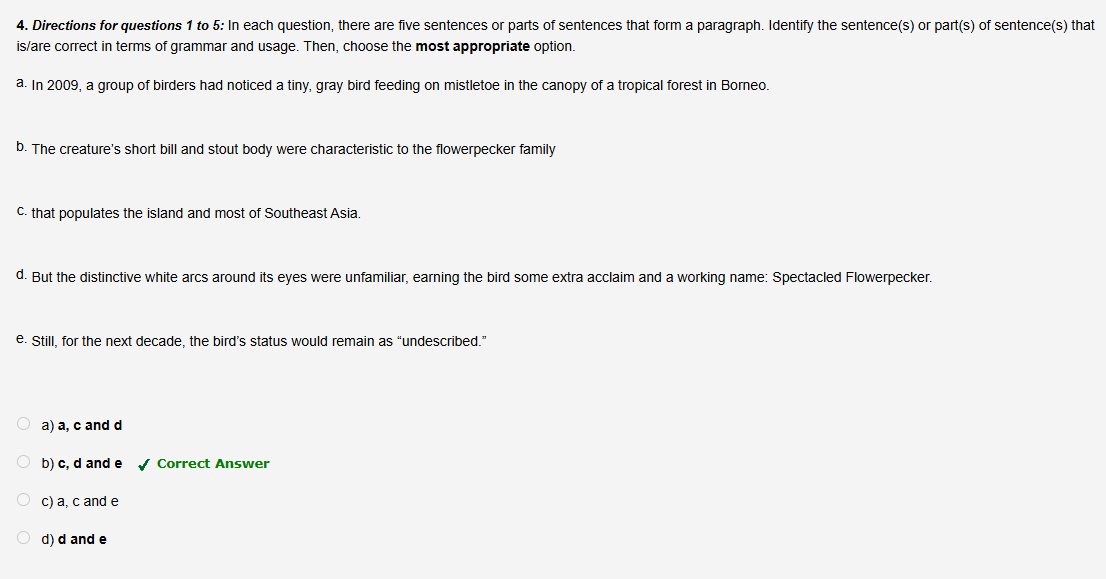 4. Directions for questions 1 to 5: In each question, there are five sentences or parts of sentences that form a paragraph. Identify the sentence(s) or part(s) of sentence(s) that
is/are correct in terms of grammar and usage. Then, choose the most appropriate option.
a. In 2009, a group of birders had noticed a tiny, gray bird feeding on mistletoe in the canopy of a tropical forest in Borneo.
b. The creature's short bill and stout body were characteristic to the flowerpecker family
c. that populates the island and most of Southeast Asia.
d. But the distinctive white arcs around its eyes were unfamiliar, earning the bird some extra acclaim and a working name: Spectacled Flowerpecker.
e. Still, for the next decade, the bird's status would remain as “undescribed.”
a) a, c and d
b) c, d and e ✓ Correct Answer
c) a, c and e
d) d and e